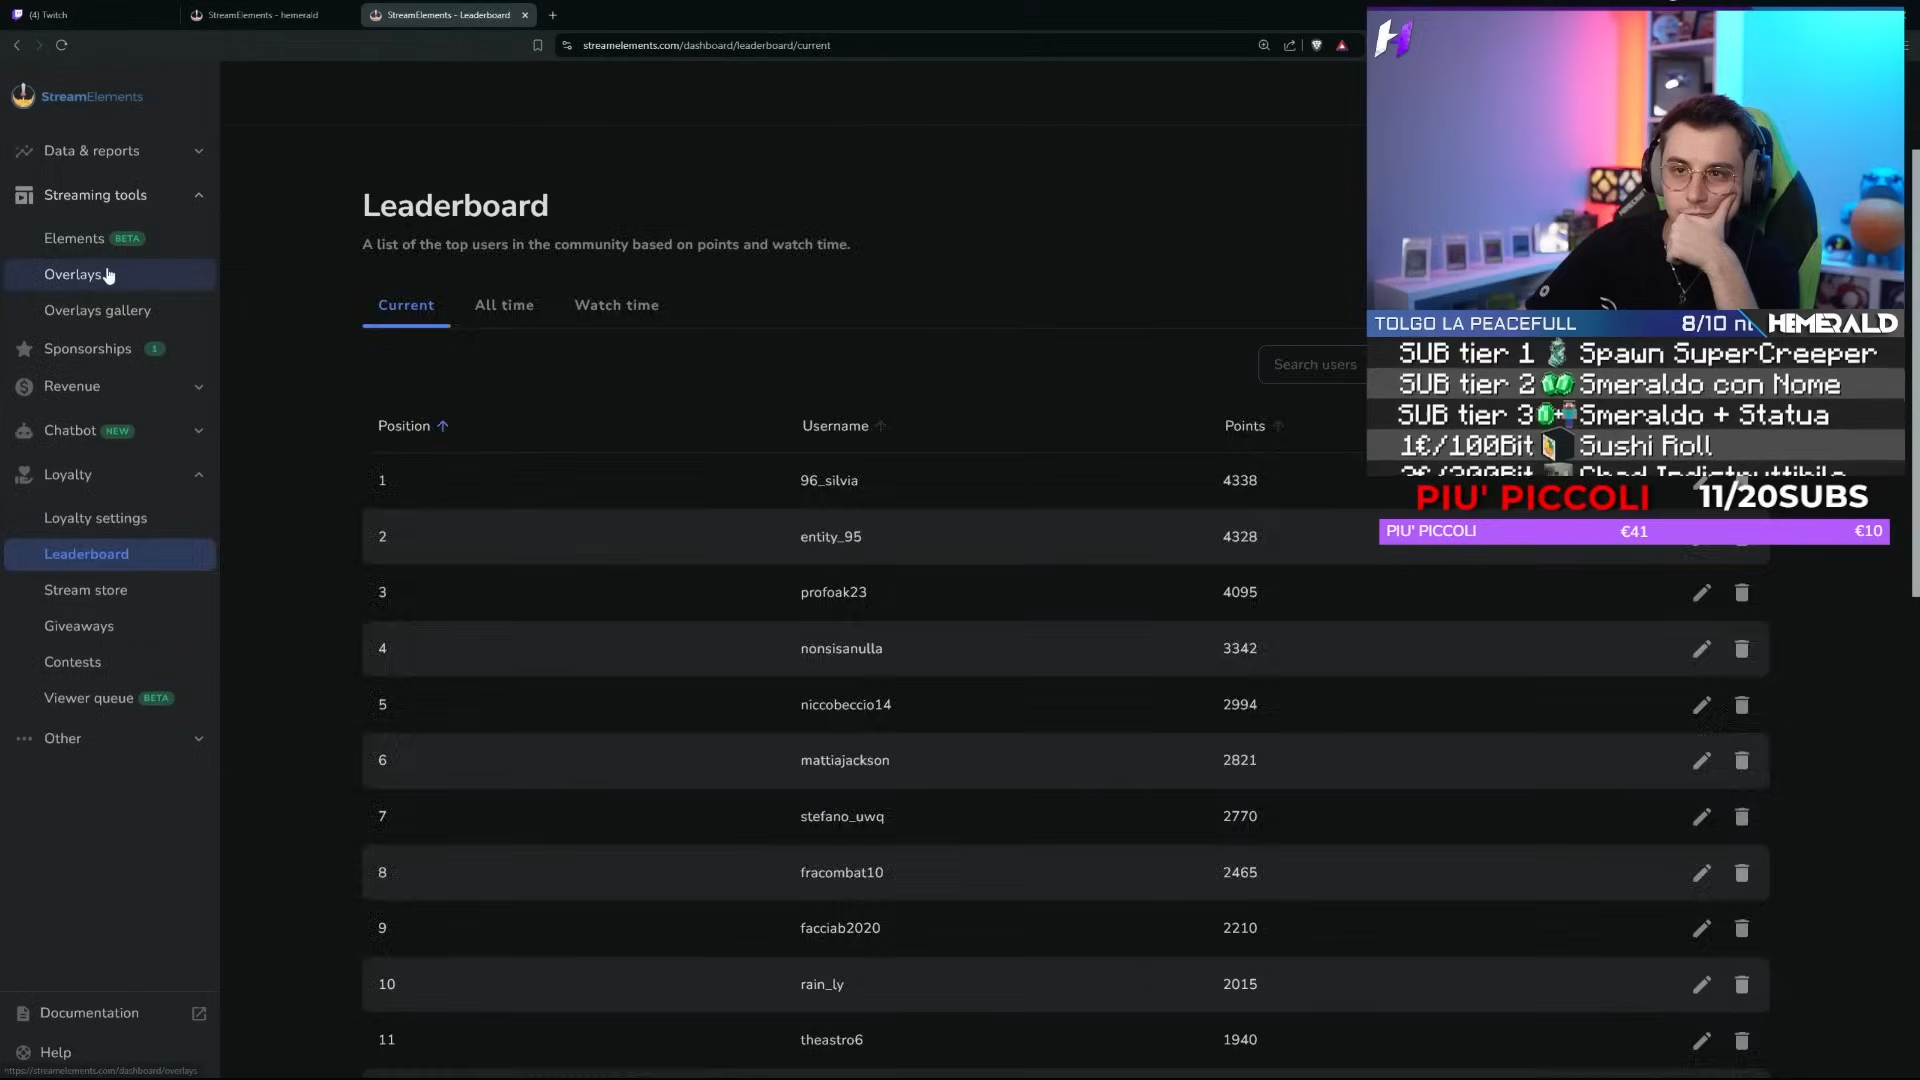 (4) Twitch
StreamElements - hemerald
StreamElements - Leaderboard
streamelements.com/dashboard/leaderboard/current
StreamElements
Data & reports
Streaming tools
Elements BETA
Overlays
Overlays gallery
Sponsorships 1
Revenue
Chatbot NEW
Loyalty
Loyalty settings
Leaderboard
Stream store
Giveaways
Contests
Viewer queue BETA
Other
Documentation
Help
https://streamelements.com/dashboard/overlays
Leaderboard
A list of the top users in the community based on points and watch time.
Current All time Watch time
Search users
Position Username Points
1 96_silvia 4338
2 entity_95 4328
3 profoak23 4095
4 nonsisanulla 3342
5 niccobeccio14 2994
6 mattiajackson 2821
7 stefano_uwq 2770
8 fracombat10 2465
9 facciab2020 2210
10 rain_ly 2015
11 theastro6 1940
TOLGO LA PEACEFULL 8/10 HEMERALD
SUB tier 1 Spawn SuperCreeper
SUB tier 2 Smeraldo con Nome
SUB tier 3 Smeraldo + Statua
1€/100Bit Sushi Roll
PIU' PICCOLI 11/20SUBS
PIU' PICCOLI €41 €10